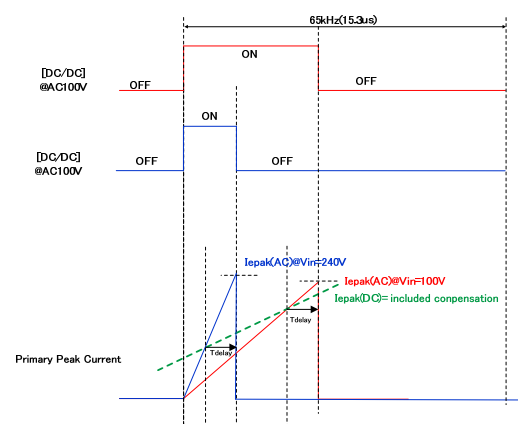 65kHz(15.3us)
ON
[DC/DC]
@AC100V
OFF
OFF
ON
[DC/DC]
@AC100V
OFF
OFF
Iepak(AC)@Vin=240V
Iepak(AC)@Vin=100V
Iepak(DC)= included conpensation
Tdelay
Tdelay
Primary Peak Current